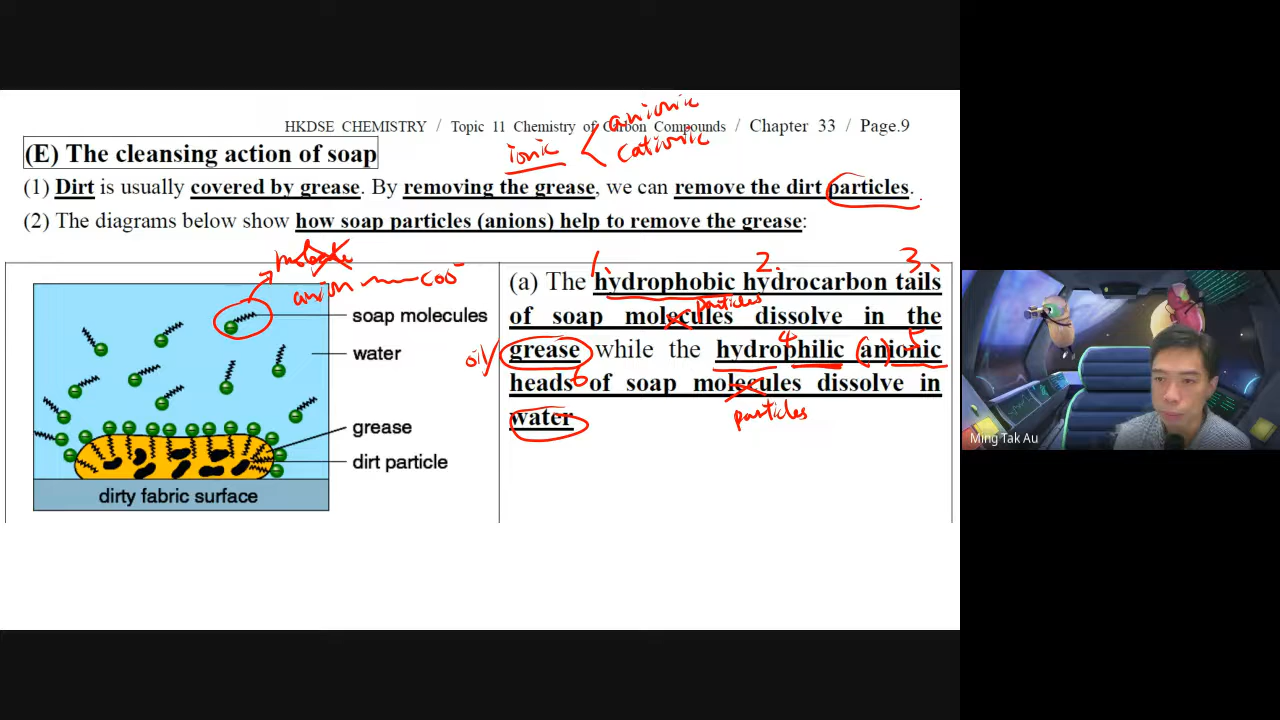 HKDSE CHEMISTRY / Topic 11 Chemistry of Carbon Compounds / Chapter 33 / Page.9
anionic
ionic
cationic
(E) The cleansing action of soap
(1) Dirt is usually covered by grease. By removing the grease, we can remove the dirt particles.
(2) The diagrams below show how soap particles (anions) help to remove the grease:
anion COO⁻
soap molecules
water
grease
dirt particle
dirty fabric surface
1. 2. 3.
(a) The hydrophobic hydrocarbon tails
particles
of soap molecules dissolve in the
4 5
oil/ grease while the hydrophilic ( ) anionic
6
heads of soap molecules dissolve in
particles
water
Ming Tak Au